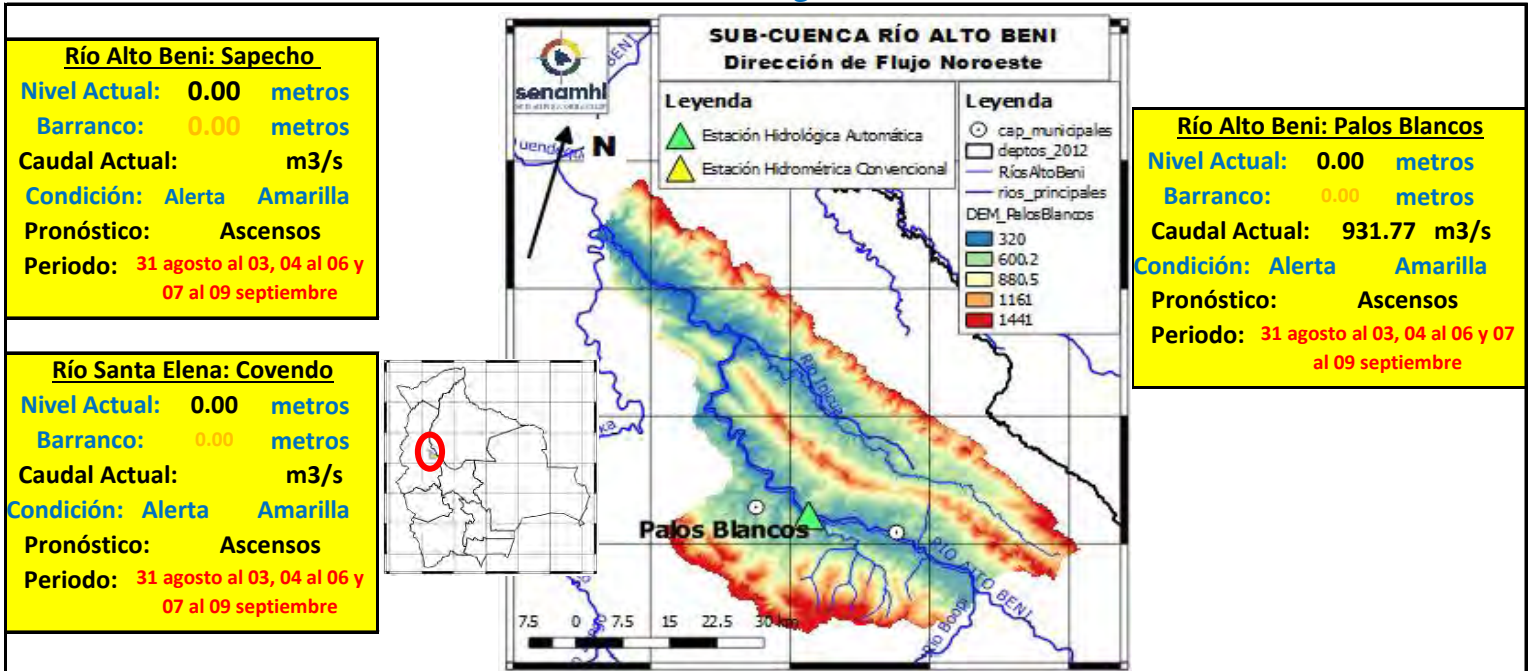 Río Alto Beni: Sapecho
Nivel Actual: 0.00 metros
Barranco: 0.00 metros
Caudal Actual: m3/s
Condición: Alerta Amarilla
Pronóstico: Ascensos
Periodo: 31 agosto al 03, 04 al 06 y
07 al 09 septiembre
Río Santa Elena: Covendo
Nivel Actual: 0.00 metros
Barranco: 0.00 metros
Caudal Actual: m3/s
Condición: Alerta Amarilla
Pronóstico: Ascensos
Periodo: 31 agosto al 03, 04 al 06 y
07 al 09 septiembre
senamhi
BENI
SUB-CUENCA RÍO ALTO BENI
Dirección de Flujo Noroeste
Leyenda
Estación Hidrológica Automática
Estación Hidrométrica Convencional
Leyenda
cap_municipales
deptos_2012
RíosAltoBeni
rios_principales
DEM_PalosBlancos
320
600.2
880.5
1161
1441
N
Río Inicua
Palos Blancos
RÍO ALTO BENI
Río Boopi
7.5 0 7.5 15 22.5 30 km
Río Alto Beni: Palos Blancos
Nivel Actual: 0.00 metros
Barranco: 0.00 metros
Caudal Actual: 931.77 m3/s
Condición: Alerta Amarilla
Pronóstico: Ascensos
Periodo: 31 agosto al 03, 04 al 06 y 07
al 09 septiembre